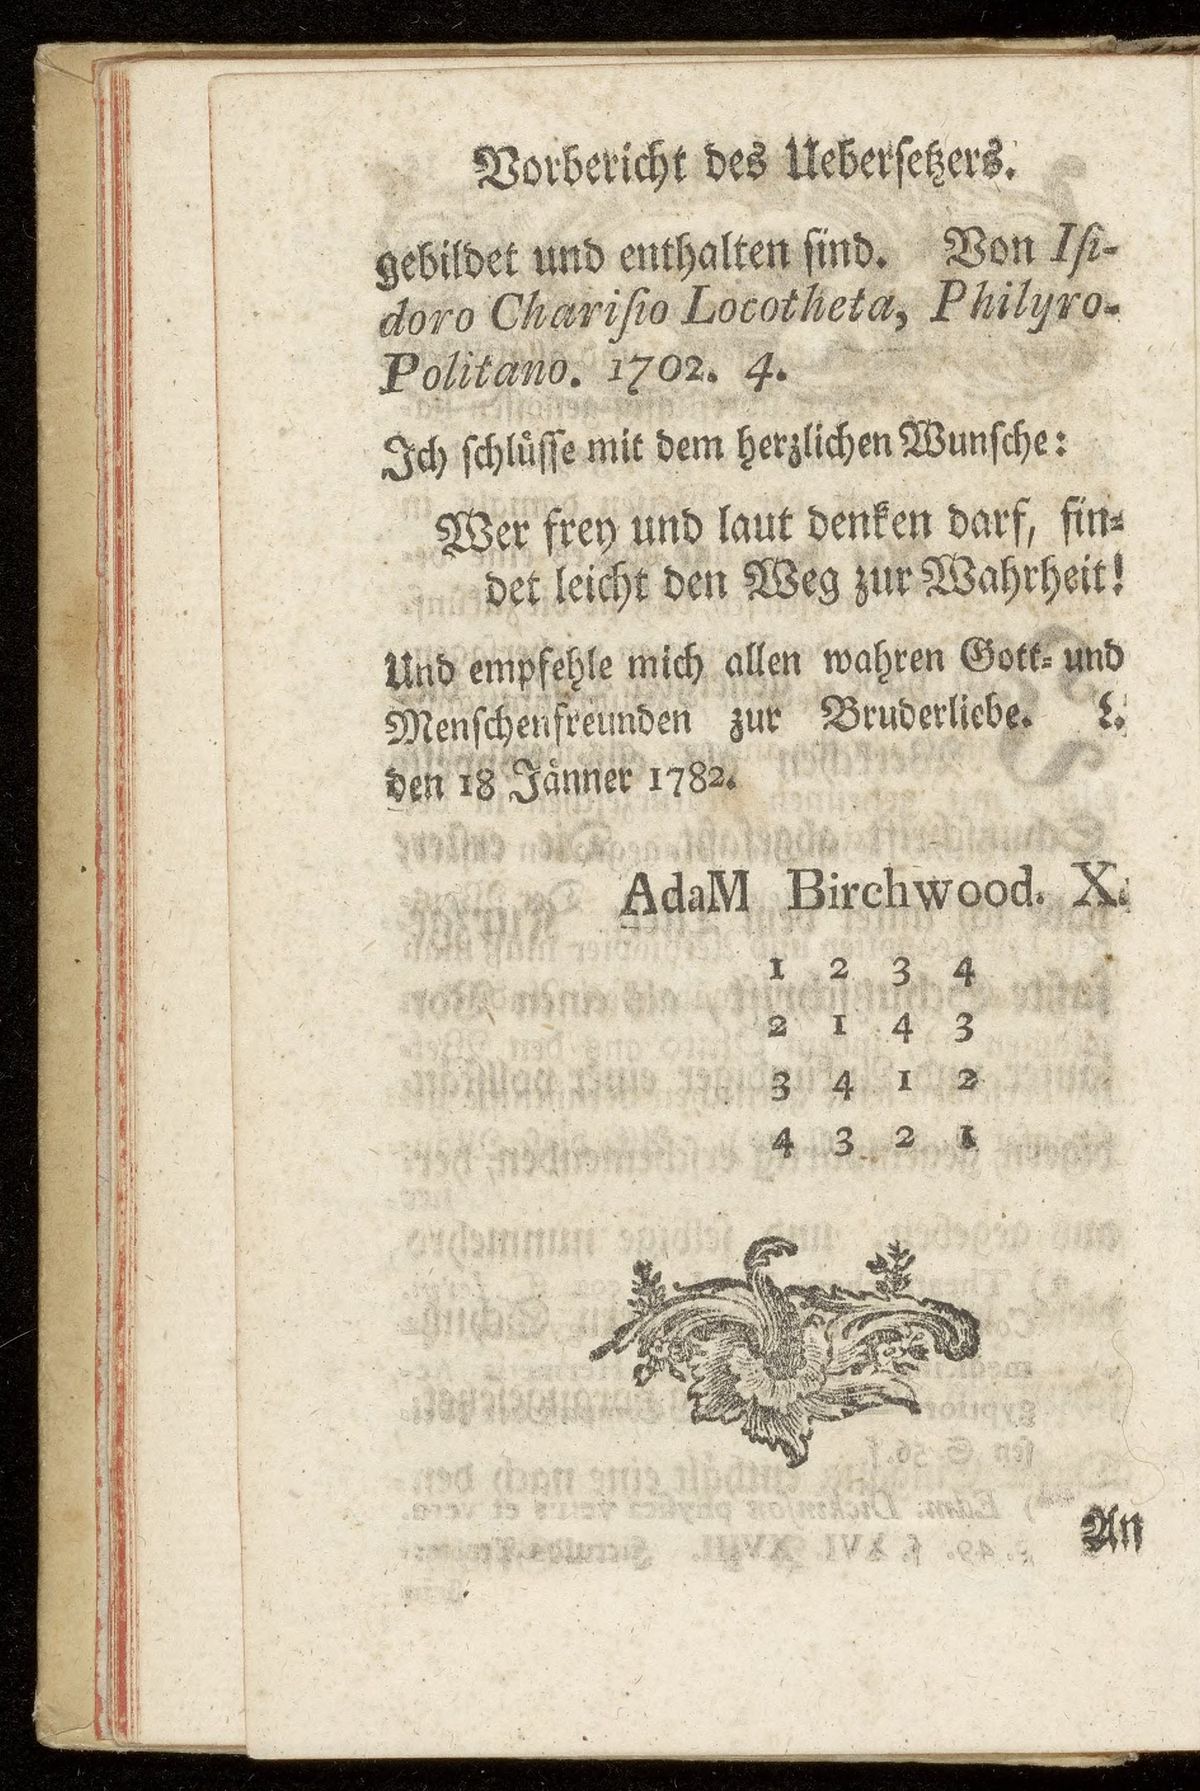 Vorbericht des Uebersetzers.
gebildet und enthalten sind. Von Iſi-
doro Chariſio Locotheta, Philyro-
Politano. 1702. 4.
Ich ſchlüſſe mit dem herzlichen Wunſche:
Wer frey und laut denken darf, fin-
det leicht den Weg zur Wahrheit!
Und empfehle mich allen wahren Gott- und
Menſchenfreunden zur Bruderliebe. L.
den 18 Jänner 1782.
AdaM Birchwood. X.
1 2 3 4
2 1 4 3
3 4 1 2
4 3 2 1
An